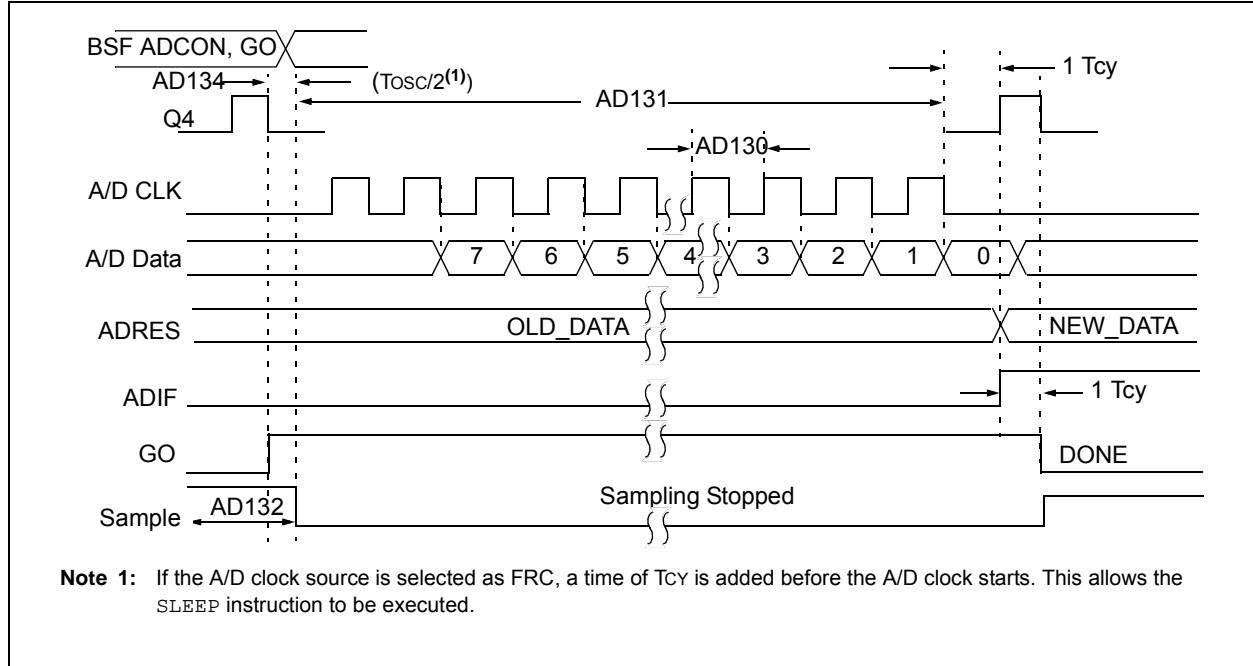 BSF ADCON, GO
AD134 (TOSC/2(1)) 1 Tcy
AD131
Q4
AD130
A/D CLK
A/D Data 7 6 5 4 3 2 1 0
ADRES OLD_DATA NEW_DATA
ADIF 1 Tcy
GO DONE
Sample AD132 Sampling Stopped
Note 1: If the A/D clock source is selected as FRC, a time of TCY is added before the A/D clock starts. This allows the
SLEEP instruction to be executed.